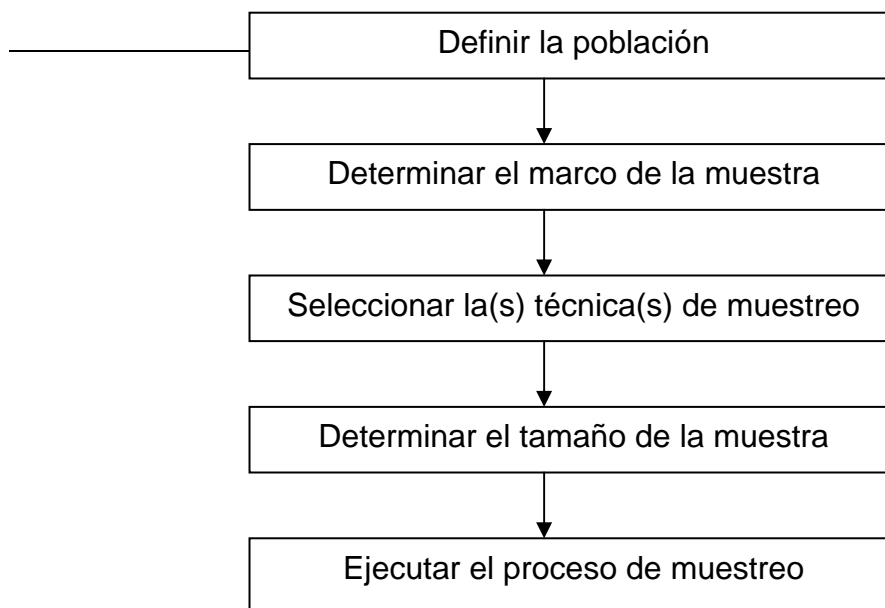 Definir la población
Determinar el marco de la muestra
Seleccionar la(s) técnica(s) de muestreo
Determinar el tamaño de la muestra
Ejecutar el proceso de muestreo